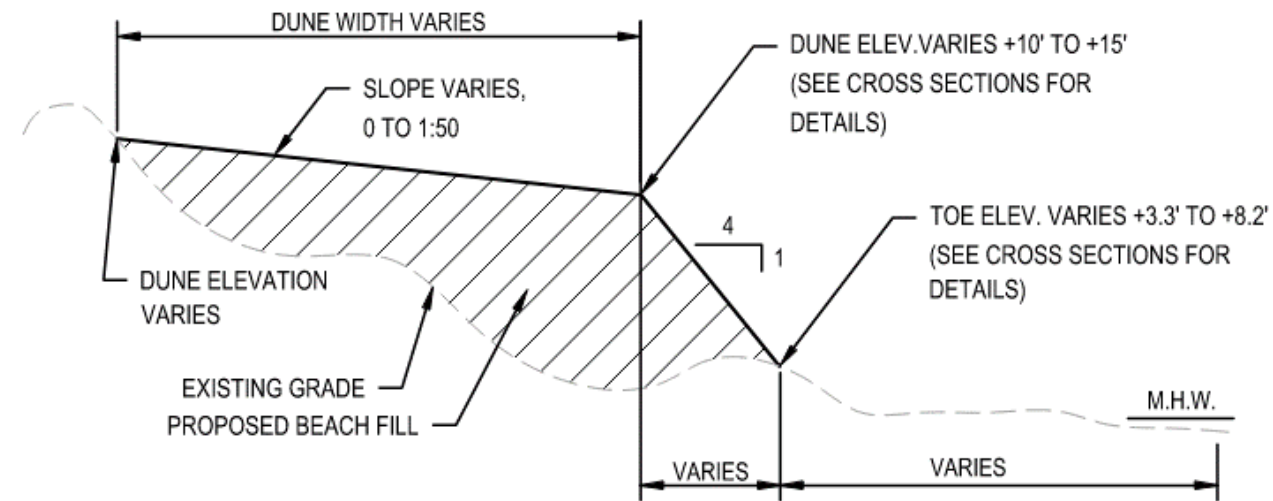 DUNE WIDTH VARIES
SLOPE VARIES,
0 TO 1:50
DUNE ELEV.VARIES +10' TO +15'
(SEE CROSS SECTIONS FOR
DETAILS)
4
1
TOE ELEV. VARIES +3.3' TO +8.2'
(SEE CROSS SECTIONS FOR
DETAILS)
DUNE ELEVATION
VARIES
EXISTING GRADE
PROPOSED BEACH FILL
M.H.W.
VARIES
VARIES